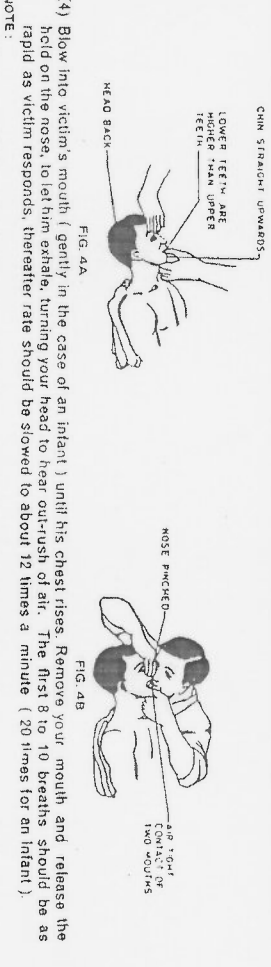 CHIN STRAIGHT UPWARDS
LOWER TEETH ARE
HIGHER THAN UPPER
TEETH
HEAD BACK
FIG. 4A
NOSE PINCHED
AIR TIGHT
CONTACT OF
TWO MOUTHS
FIG. 4B
(4) Blow into victim's mouth ( gently in the case of an infant ) until his chest rises. Remove your mouth and release the
hold on the nose, to let him exhale, turning your head to hear out-rush of air. The first 8 to 10 breaths should be as
rapid as victim responds, thereafter rate should be slowed to about 12 times a minute ( 20 times for an infant ).
NOTE :